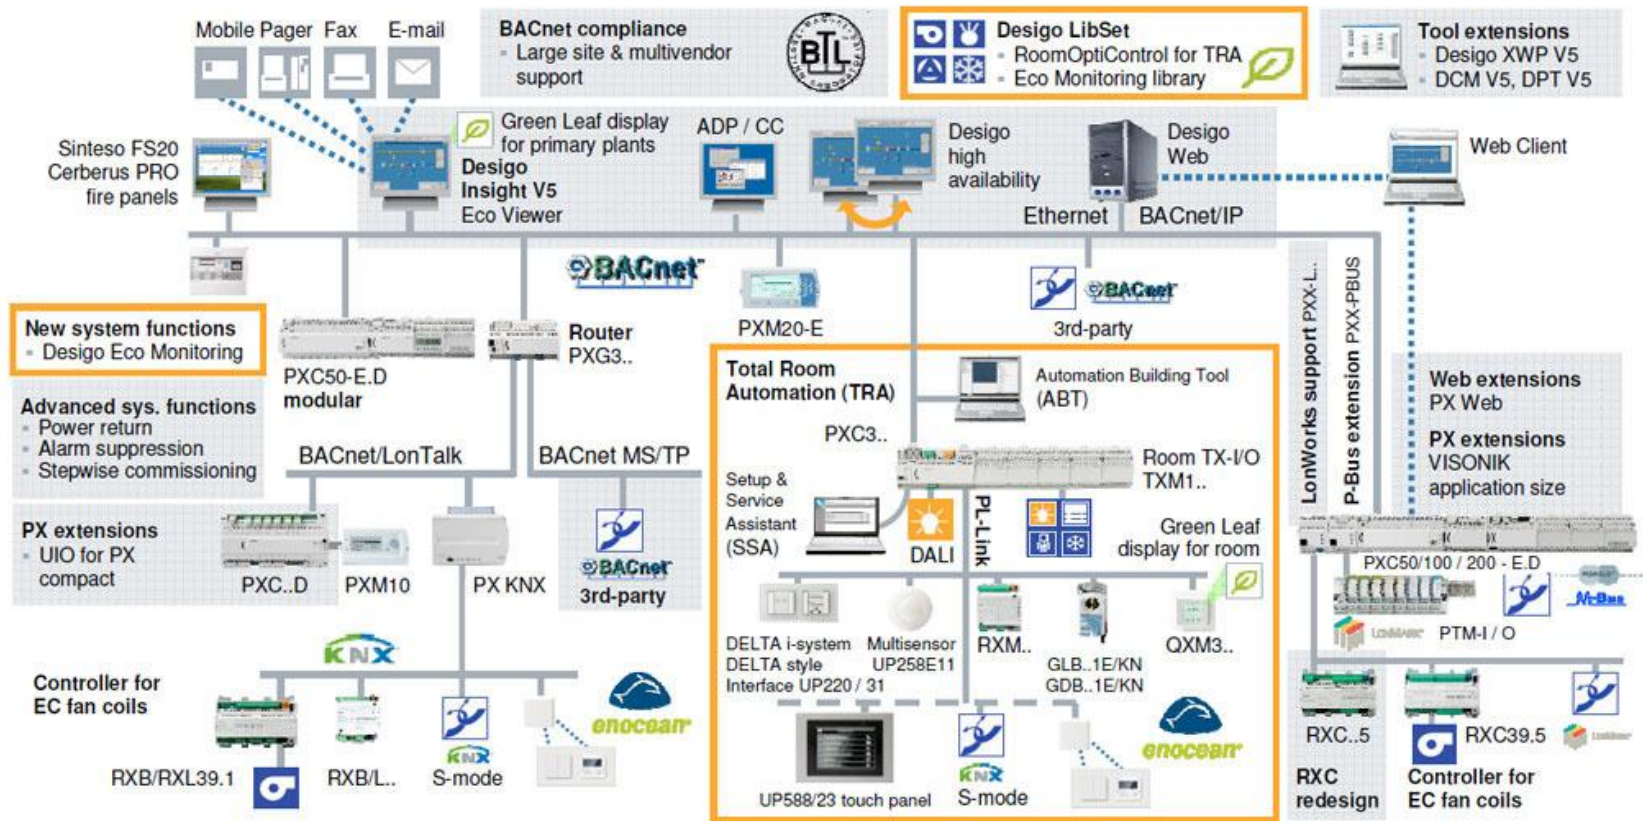 Mobile Pager Fax E-mail
BACnet compliance
Large site & multivendor
support
BTL
Desigo LibSet
RoomOptiControl for TRA
Eco Monitoring library
Tool extensions
Desigo XWP V5
DCM V5, DPT V5
Sinteso FS20
Cerberus PRO
fire panels
Green Leaf display
for primary plants
Desigo
Insight V5
Eco Viewer
ADP / CC
Desigo
high
availability
Desigo
Web
Web Client
Ethernet
BACnet/IP
BACnet™
New system functions
Desigo Eco Monitoring
PXC50-E.D
modular
Router
PXG3..
PXM20-E
BACnet™
3rd-party
LonWorks support PXX-L..
P-Bus extension PXX-PBUS
Advanced sys. functions
Power return
Alarm suppression
Stepwise commissioning
BACnet/LonTalk
BACnet MS/TP
Total Room
Automation (TRA)
Automation Building Tool
(ABT)
PXC3..
Room TX-I/O
TXM1..
Setup &
Service
Assistant
(SSA)
DALI
PL-Link
Green Leaf
display for room
Web extensions
PX Web
PX extensions
VISONIK
application size
PX extensions
UIO for PX
compact
PXC..D
PXM10
PX KNX
BACnet™
3rd-party
DELTA i-system
DELTA style
Interface UP220 / 31
Multisensor
UP258E11
RXM..
GLB..1E/KN
GDB..1E/KN
QXM3..
PXC50/100 / 200 - E.D
M-Bus
LonMark
PTM-I / O
KNX
Controller for
EC fan coils
RXB/RXL39.1
RXB/L..
KNX
S-mode
enocean®
UP588/23 touch panel
KNX
S-mode
enocean®
RXC..5
RXC39.5
LonMark
RXC
redesign
Controller for
EC fan coils